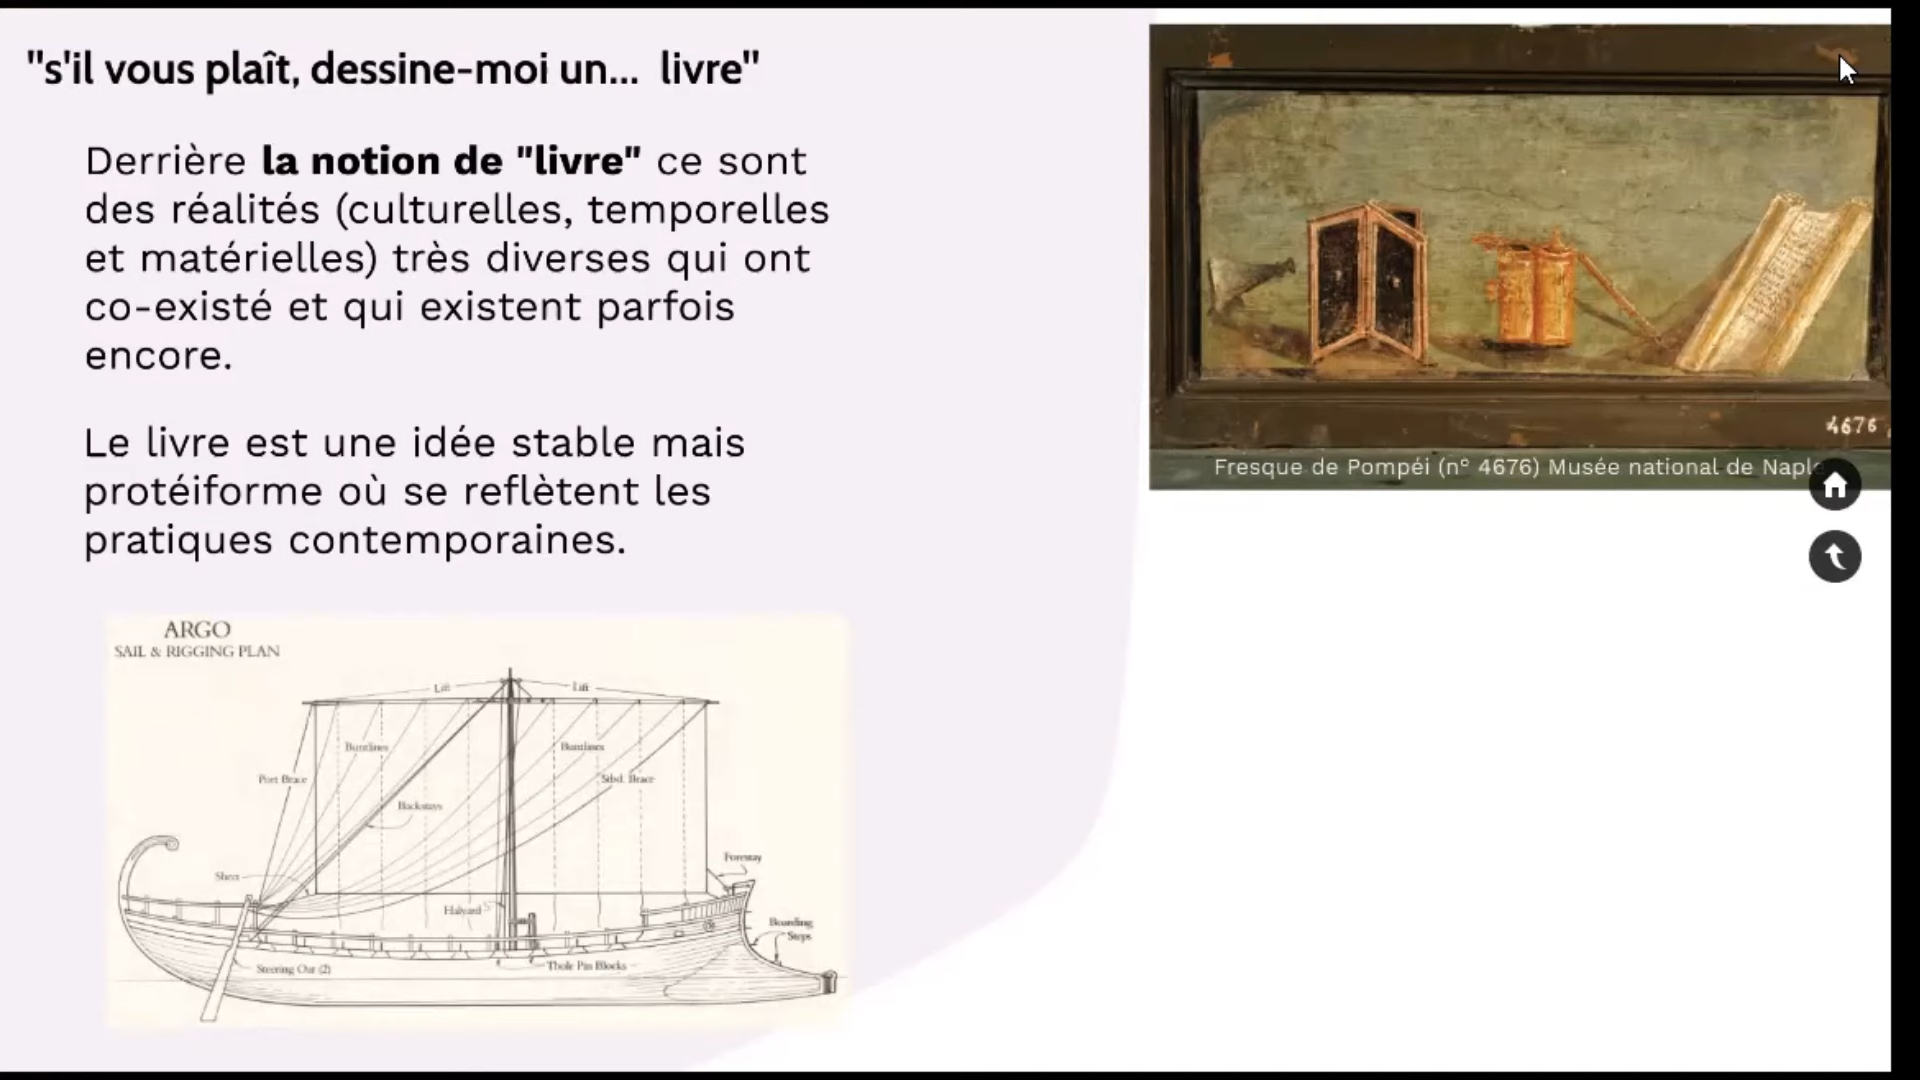 "s'il vous plaît, dessine-moi un... livre"
Derrière la notion de "livre" ce sont
des réalités (culturelles, temporelles
et matérielles) très diverses qui ont
co-existé et qui existent parfois
encore.
Le livre est une idée stable mais
protéiforme où se reflètent les
pratiques contemporaines.
4676
Fresque de Pompéi (n° 4676) Musée national de Naple
ARGO
SAIL & RIGGING PLAN
Lift Lift
Buntlines Buntlines
Port Brace Stbd. Brace
Backstays
Forestay
Sheet
Halyard
Boarding
Steps
Steering Oar (2) Thole Pin Blocks